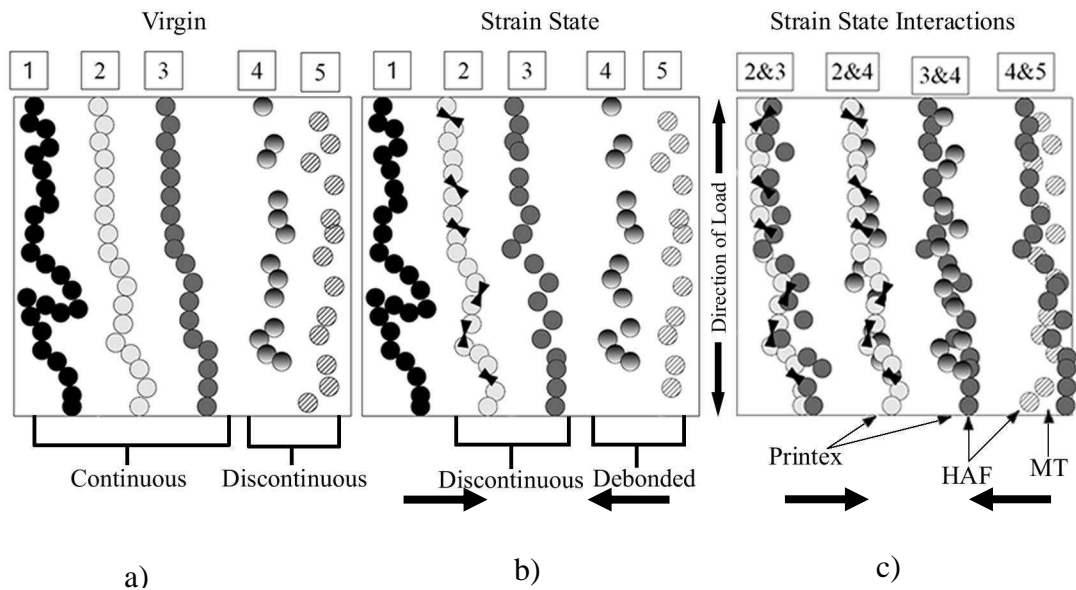 Virgin
Strain State
Strain State Interactions
1 2 3 4 5
1 2 3 4 5
2&3 2&4 3&4 4&5
Direction of Load
Continuous
Discontinuous
Discontinuous
Debonded
Printex
HAF
MT
a)
b)
c)